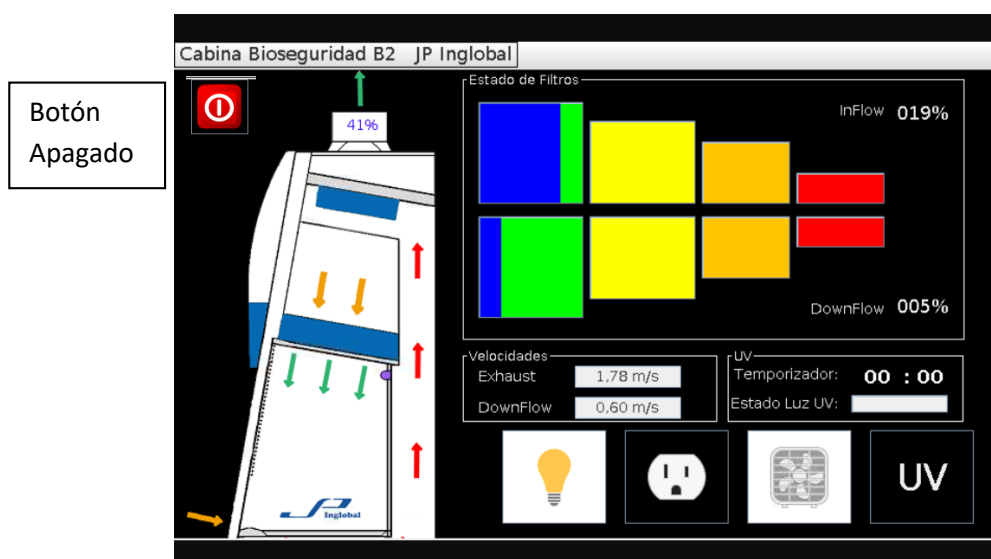 Botón
Apagado
Cabina Bioseguridad B2 JP Inglobal
41%
Estado de Filtros
InFlow 019%
DownFlow 005%
Velocidades
Exhaust 1,78 m/s
DownFlow 0,60 m/s
UV
Temporizador: 00 : 00
Estado Luz UV:
UV
JP
Inglobal